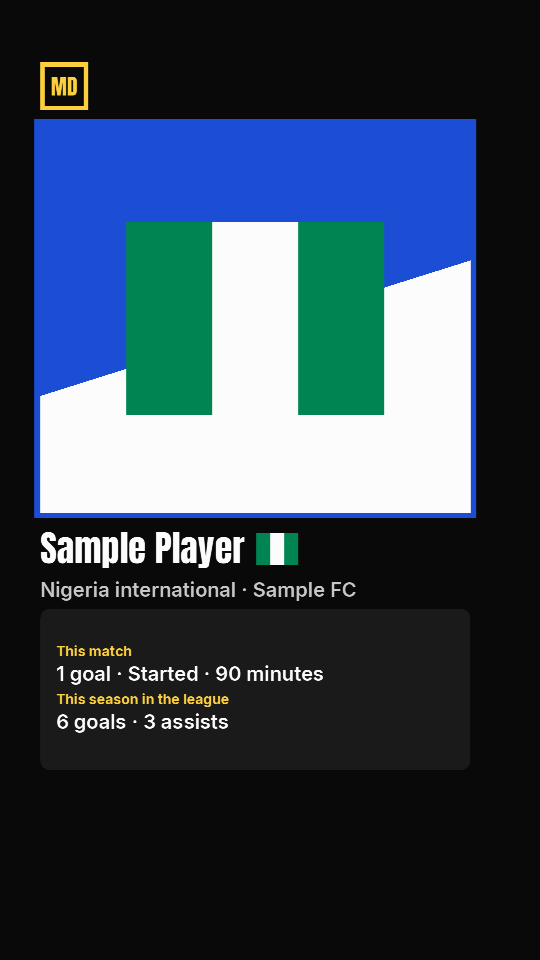 MD
Sample Player
Nigeria international · Sample FC
This match
1 goal · Started · 90 minutes
This season in the league
6 goals · 3 assists